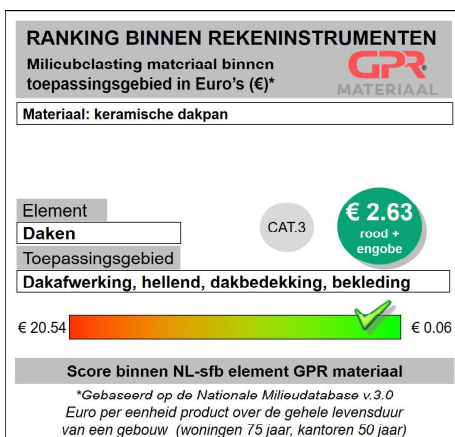 RANKING BINNEN REKENINSTRUMENTEN
Milieubelasting materiaal binnen
toepassingsgebied in Euro's (€)*
GPR®
MATERIAAL
Materiaal: keramische dakpan
Element
Daken
CAT.3
€ 2.63
rood +
engobe
Toepassingsgebied
Dakafwerking, hellend, dakbedekking, bekleding
€ 20.54
€ 0.06
Score binnen NL-sfb element GPR materiaal
*Gebaseerd op de Nationale Milieudatabase v.3.0
Euro per eenheid product over de gehele levensduur
van een gebouw (woningen 75 jaar, kantoren 50 jaar)